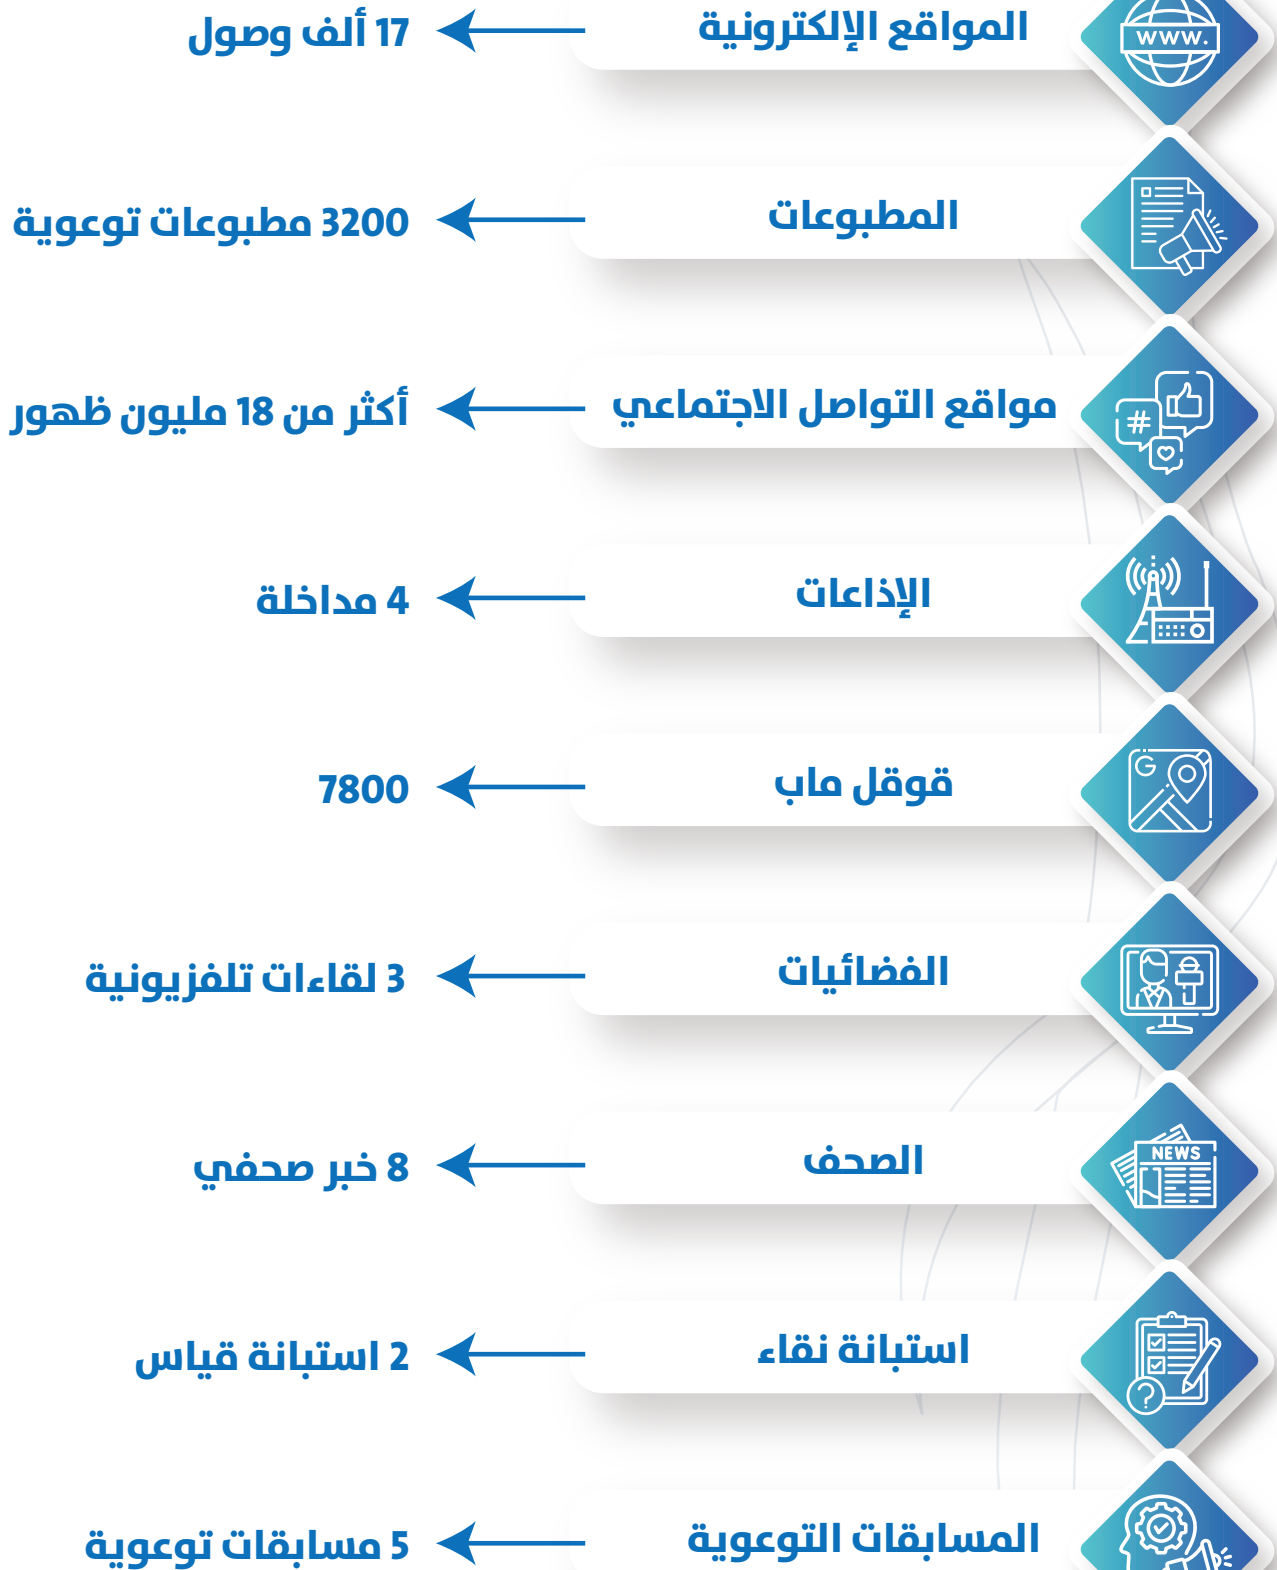 المواقع الإلكترونية
17 ألف وصول
WWW.
المطبوعات
3200 مطبوعات توعوية
مواقع التواصل الاجتماعي
أكثر من 18 مليون ظهور
#
الإذاعات
4 مداخلة
قوقل ماب
7800
G
الفضائيات
3 لقاءات تلفزيونية
الصحف
8 خبر صحفي
NEWS
استبانة نقاء
2 استبانة قياس
?
المسابقات التوعوية
5 مسابقات توعوية